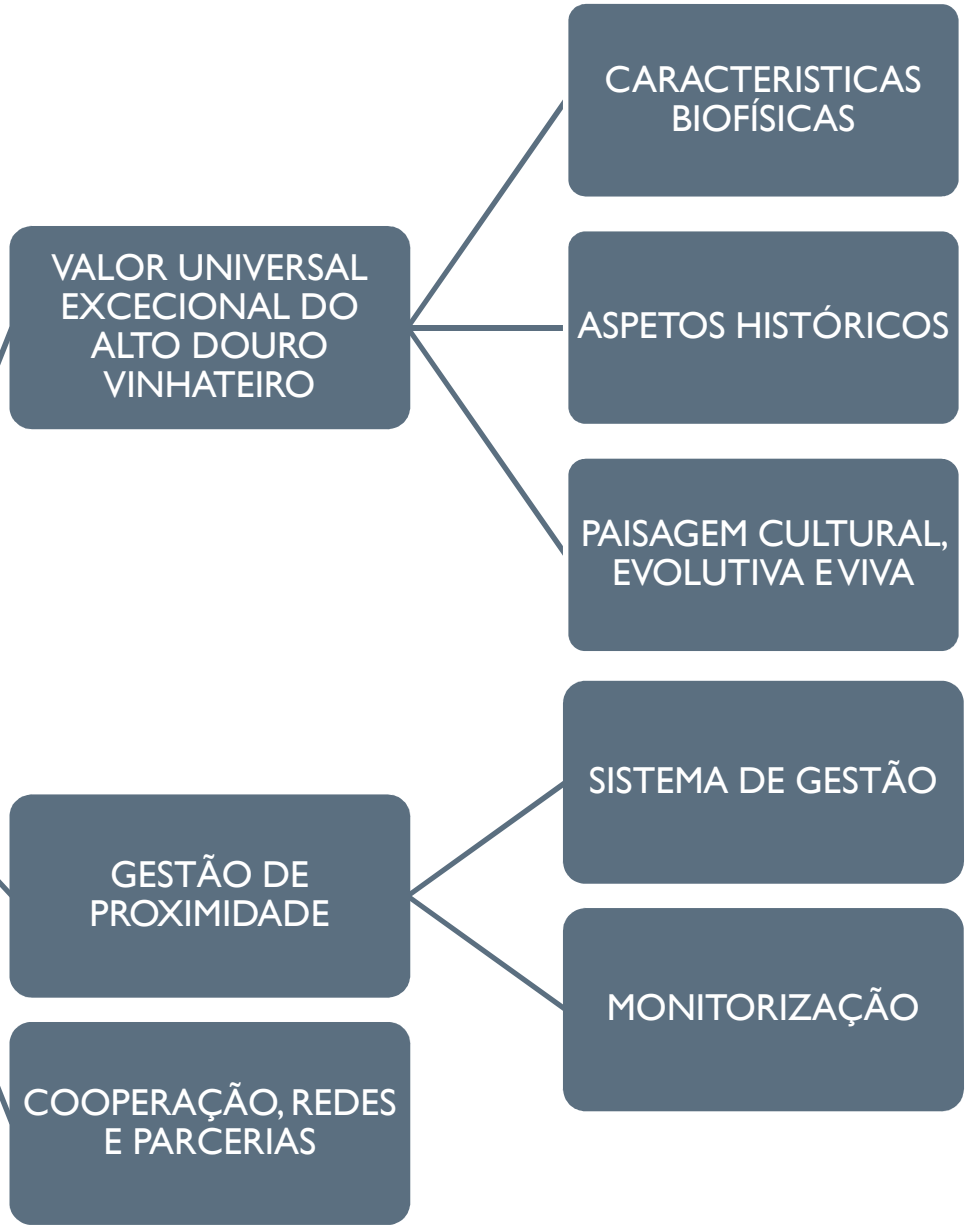 VALOR UNIVERSAL
EXCECIONAL DO
ALTO DOURO
VINHATEIRO
CARACTERISTICAS
BIOFÍSICAS
ASPETOS HISTÓRICOS
PAISAGEM CULTURAL,
EVOLUTIVA E VIVA
GESTÃO DE
PROXIMIDADE
SISTEMA DE GESTÃO
MONITORIZAÇÃO
COOPERAÇÃO, REDES
E PARCERIAS